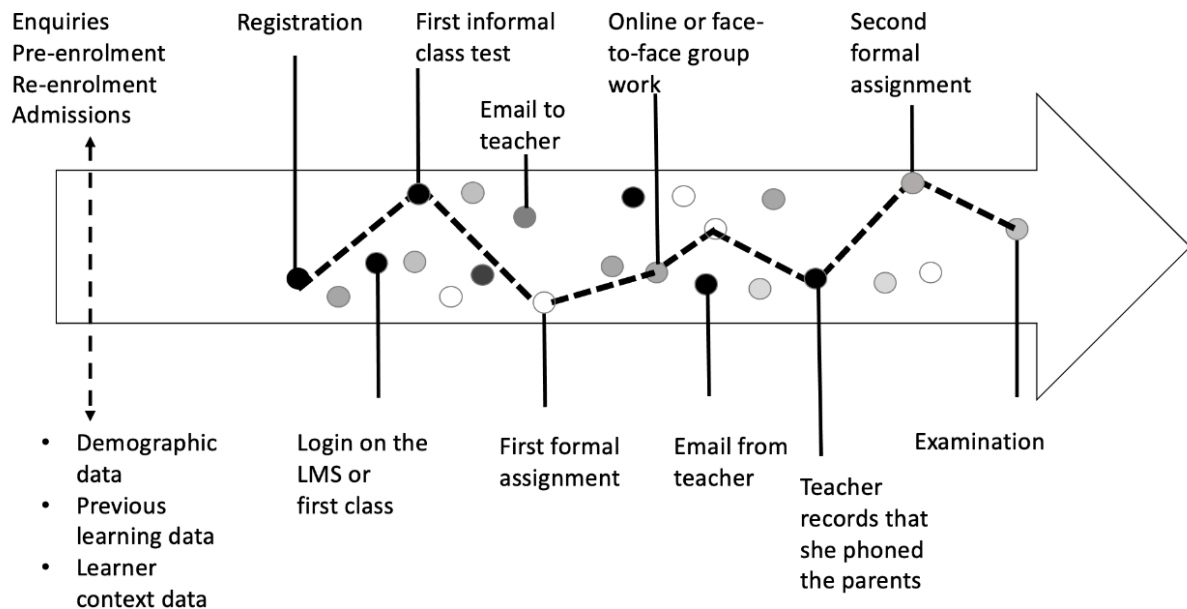 Enquiries
Pre-enrolment
Re-enrolment
Admissions
Registration
First informal
class test
Email to
teacher
Online or face-
to-face group
work
Second
formal
assignment
• Demographic
data
• Previous
learning data
• Learner
context data
Login on the
LMS or
first class
First formal
assignment
Email from
teacher
Teacher
records that
she phoned
the parents
Examination